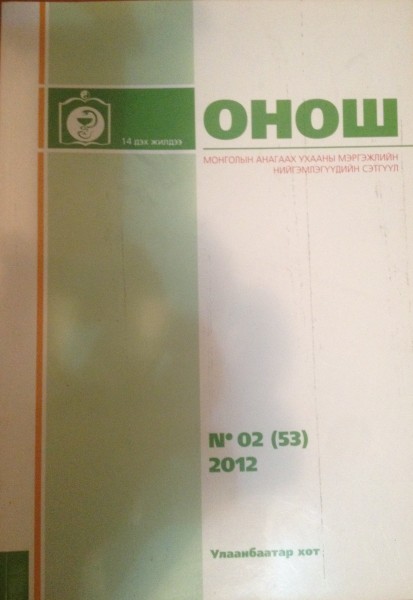 ОНОШ
14 дэх жилдээ
МОНГОЛЫН АНАГААХ УХААНЫ МЭРГЭЖЛИЙН
НИЙГЭМЛЭГҮҮДИЙН СЭТГҮҮЛ
№ 02 (53)
2012
Улаанбаатар хот